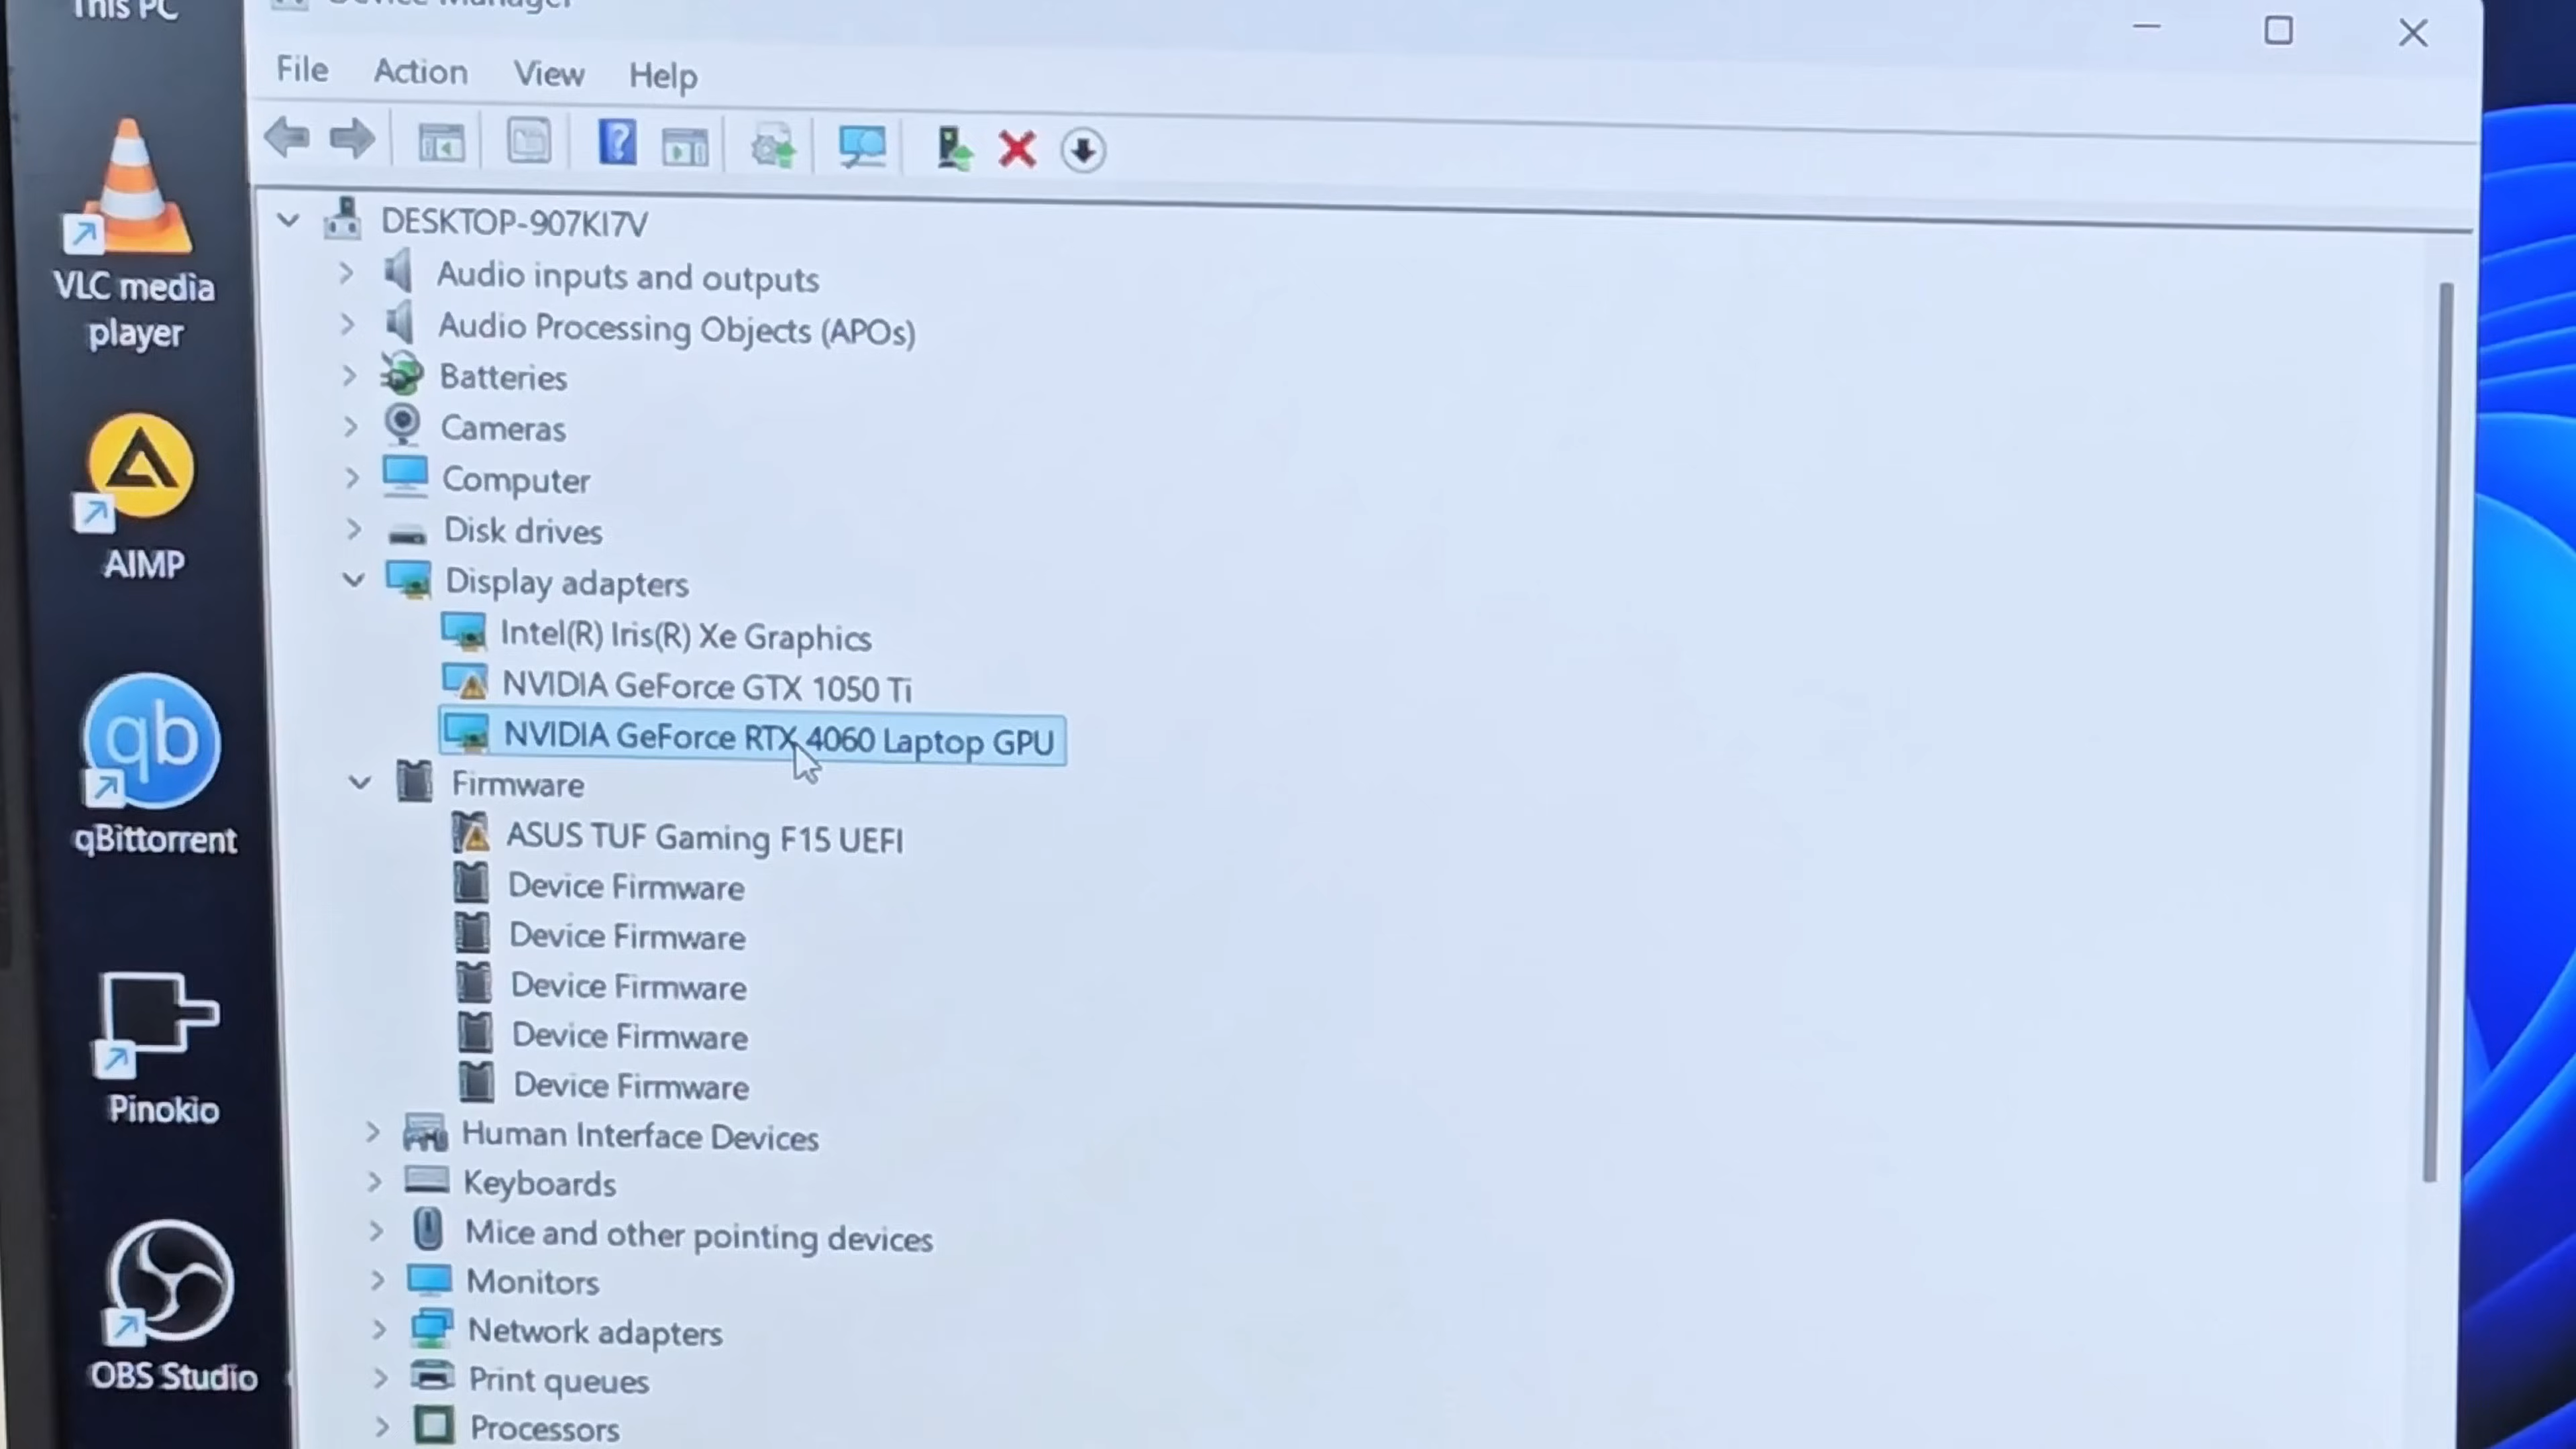 This PC
Device Manager
File Action View Help
DESKTOP-907KI7V
Audio inputs and outputs
Audio Processing Objects (APOs)
Batteries
Cameras
Computer
Disk drives
Display adapters
Intel(R) Iris(R) Xe Graphics
NVIDIA GeForce GTX 1050 Ti
NVIDIA GeForce RTX 4060 Laptop GPU
Firmware
ASUS TUF Gaming F15 UEFI
Device Firmware
Device Firmware
Device Firmware
Device Firmware
Device Firmware
Human Interface Devices
Keyboards
Mice and other pointing devices
Monitors
Network adapters
Print queues
Processors
VLC media
player
AIMP
qb
qBittorrent
Pinokio
OBS Studio